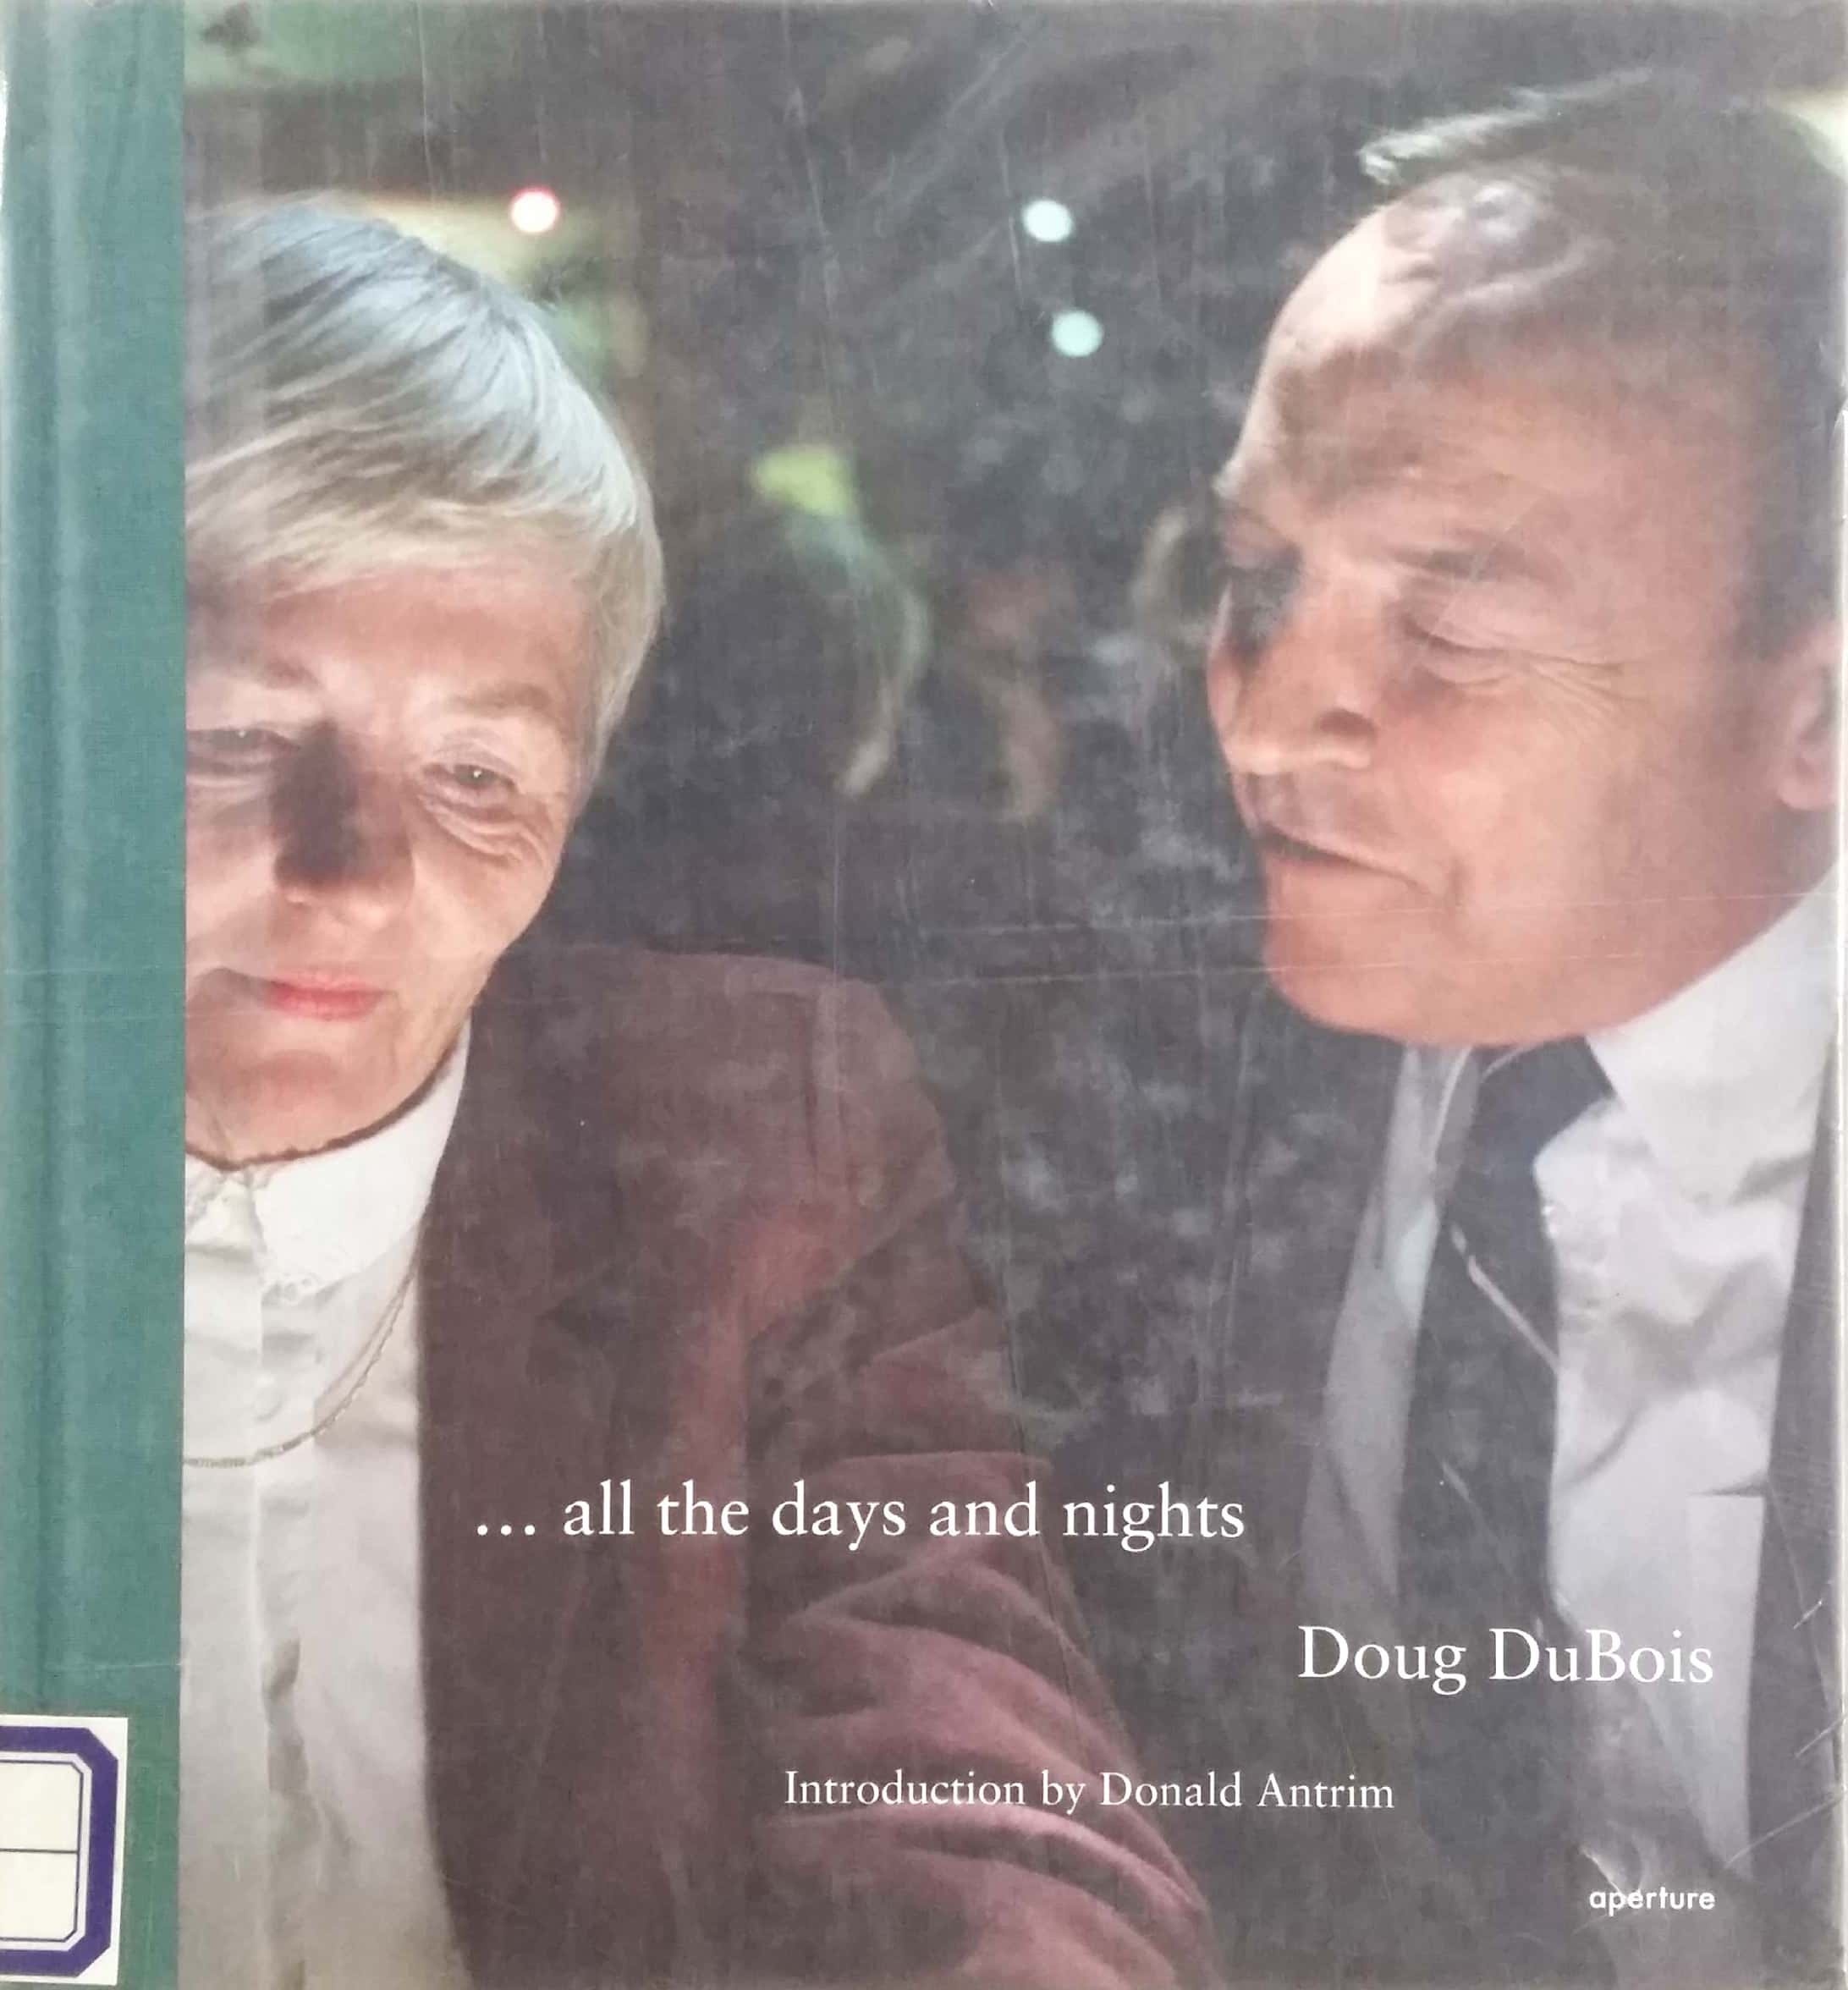 ... all the days and nights
Doug DuBois
Introduction by Donald Antrim
aperture